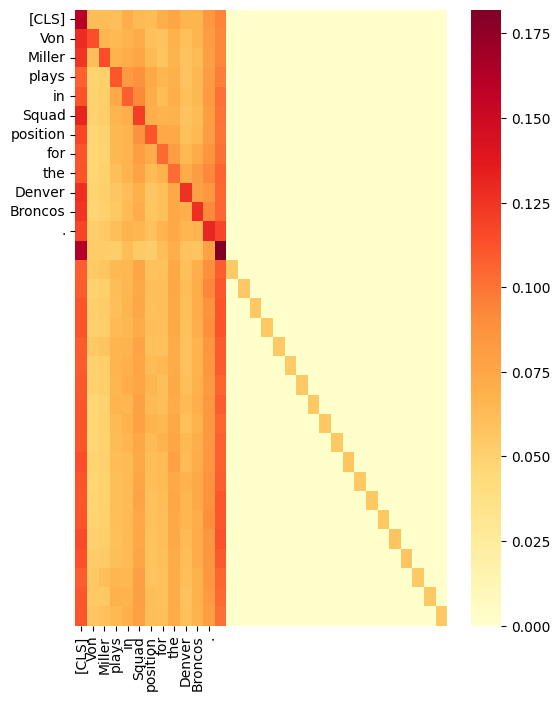 [CLS]
Von
Miller
plays
in
Squad
position
for
the
Denver
Broncos
.
[CLS]
Von
Miller
plays
in
Squad
position
for
the
Denver
Broncos
.
0.175
0.150
0.125
0.100
0.075
0.050
0.025
0.000